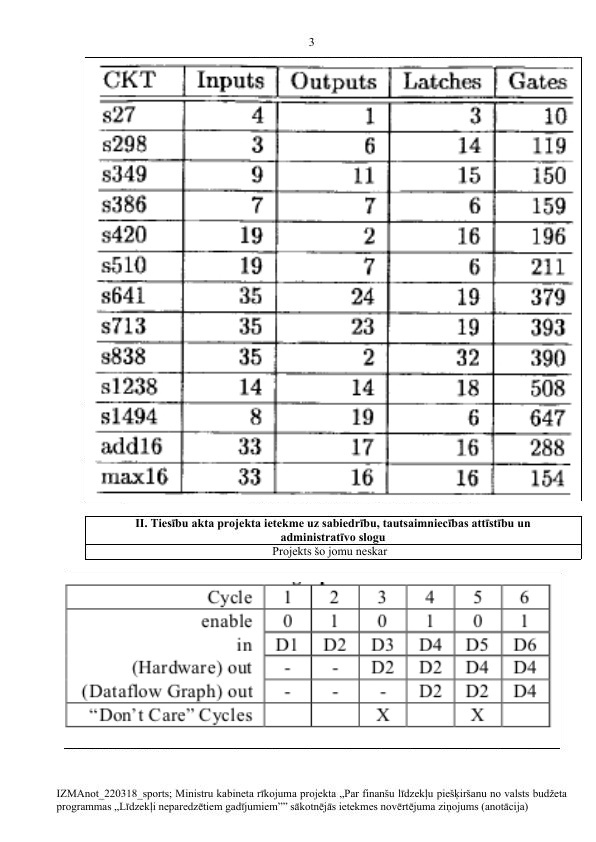 3
CKT Inputs Outputs Latches Gates
s27 4 1 3 10
s298 3 6 14 119
s349 9 11 15 150
s386 7 7 6 159
s420 19 2 16 196
s510 19 7 6 211
s641 35 24 19 379
s713 35 23 19 393
s838 35 2 32 390
s1238 14 14 18 508
s1494 8 19 6 647
add16 33 17 16 288
max16 33 16 16 154
II. Tiesību akta projekta ietekme uz sabiedrību, tautsaimniecības attīstību un
administratīvo slogu
Projekts šo jomu neskar
Cycle 1 2 3 4 5 6
enable 0 1 0 1 0 1
in D1 D2 D3 D4 D5 D6
(Hardware) out - - D2 D2 D4 D4
(Dataflow Graph) out - - - D2 D2 D4
“Don’t Care” Cycles X X
IZMAnot_220318_sports; Ministru kabineta rīkojuma projekta „Par finanšu līdzekļu piešķiršanu no valsts budžeta
programmas „Līdzekļi neparedzētiem gadījumiem”” sākotnējās ietekmes novērtējuma ziņojums (anotācija)